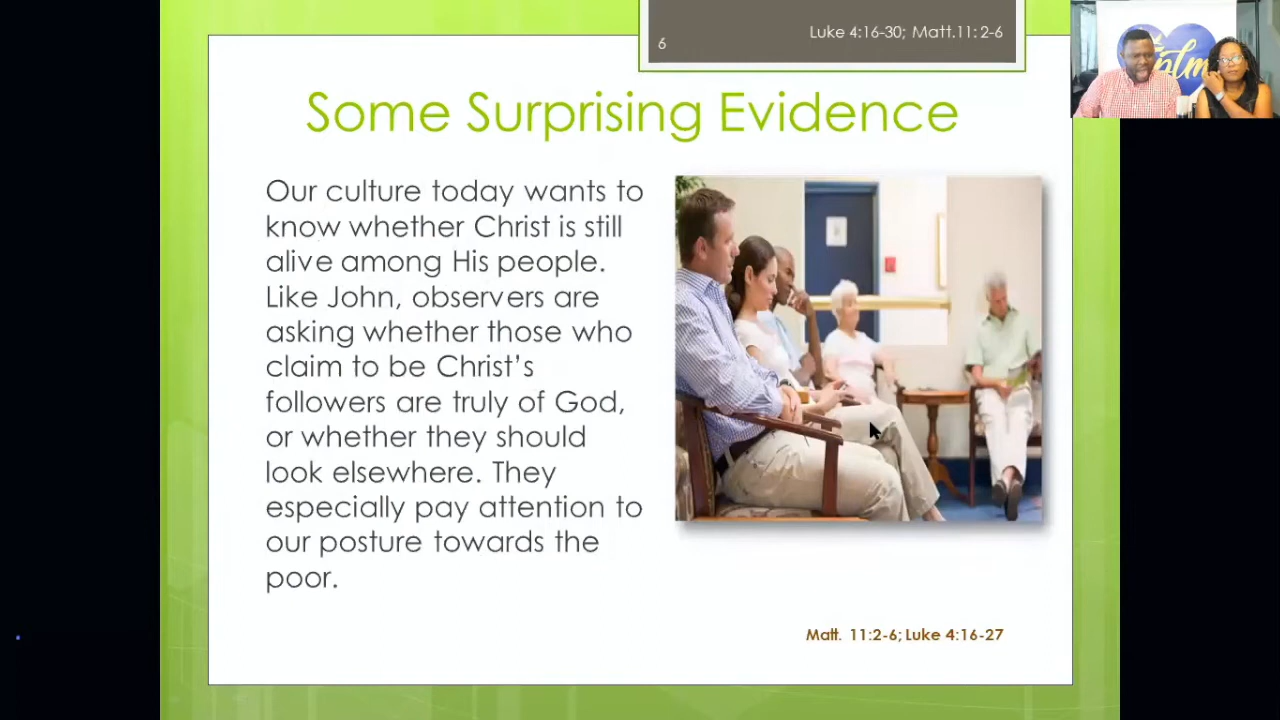 Luke 4:16-30; Matt.11: 2-6
6
plm
Some Surprising Evidence
Our culture today wants to
know whether Christ is still
alive among His people.
Like John, observers are
asking whether those who
claim to be Christ's
followers are truly of God,
or whether they should
look elsewhere. They
especially pay attention to
our posture towards the
poor.
Matt. 11:2-6; Luke 4:16-27